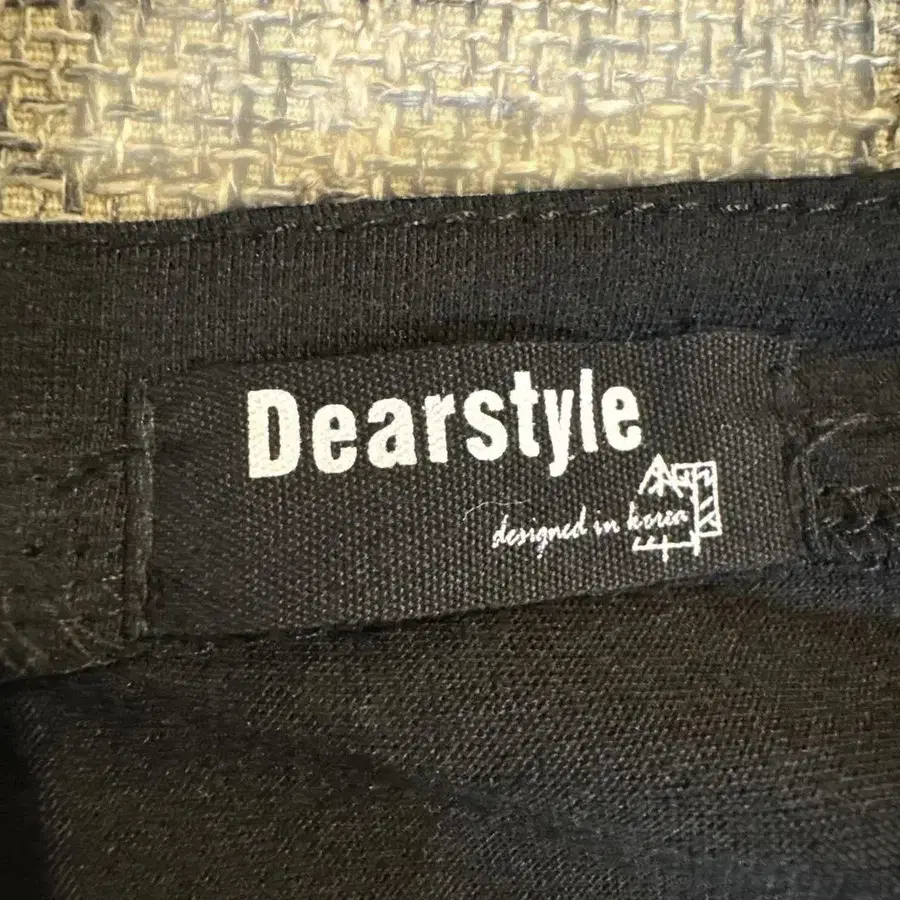 Dearstyle
designed in korea